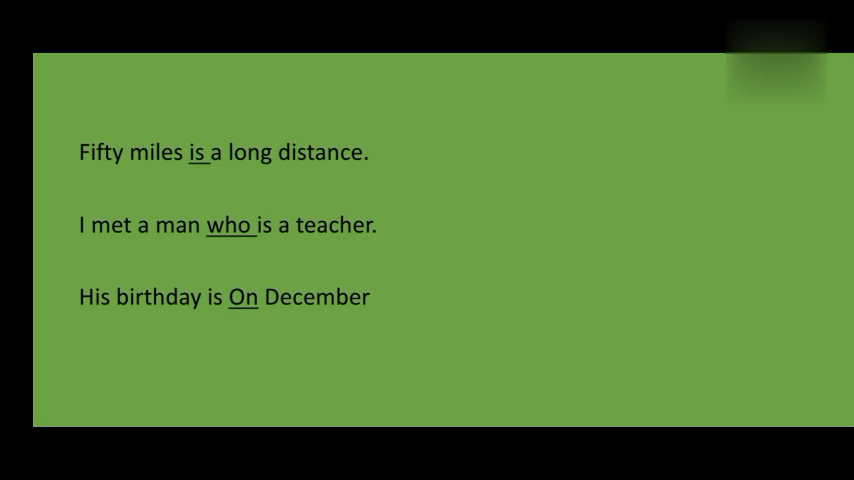 Fifty miles is a long distance.
I met a man who is a teacher.
His birthday is On December